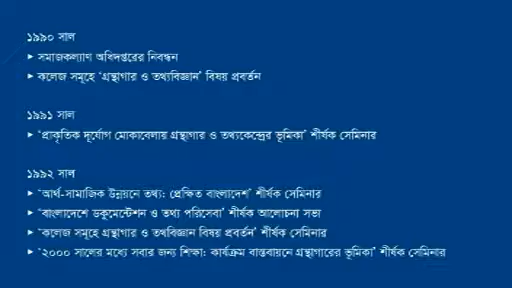 ১৯৯০ সাল
▸ সমাজকল্যাণ অধিদপ্তরের নিবন্ধন
▸ কলেজ সমূহে ‘গ্রন্থাগার ও তথ্যবিজ্ঞান’ বিষয় প্রবর্তন
১৯৯১ সাল
▸ ‘প্রাকৃতিক দূর্যোগ মোকাবেলায় গ্রন্থাগার ও তথ্যকেন্দ্রের ভূমিকা’ শীর্ষক সেমিনার
১৯৯২ সাল
▸ ‘আর্থ-সামাজিক উন্নয়নে তথ্য: প্রেক্ষিত বাংলাদেশ’ শীর্ষক সেমিনার
▸ ‘বাংলাদেশে ডকুমেন্টেশন ও তথ্য পরিসেবা’ শীর্ষক আলোচনা সভা
▸ ‘কলেজ সমূহে গ্রন্থাগার ও তথবিজ্ঞান বিষয় প্রবর্তন’ শীর্ষক সেমিনার
▸ ‘২০০০ সালের মধ্যে সবার জন্য শিক্ষা: কার্যক্রম বাস্তবায়নে গ্রন্থাগারের ভূমিকা’ শীর্ষক সেমিনার